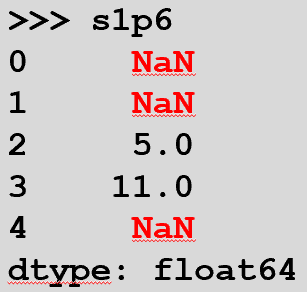 >>> s1p6
0 NaN
1 NaN
2 5.0
3 11.0
4 NaN
dtype: float64